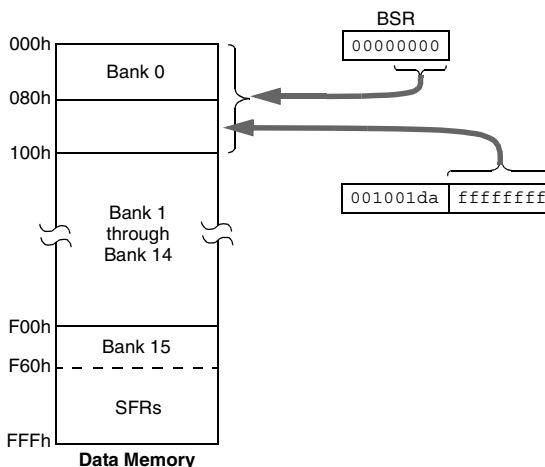 BSR
00000000
000h
Bank 0
080h
100h
001001da ffffffff
Bank 1
through
Bank 14
F00h
Bank 15
F60h
SFRs
FFFh
Data Memory